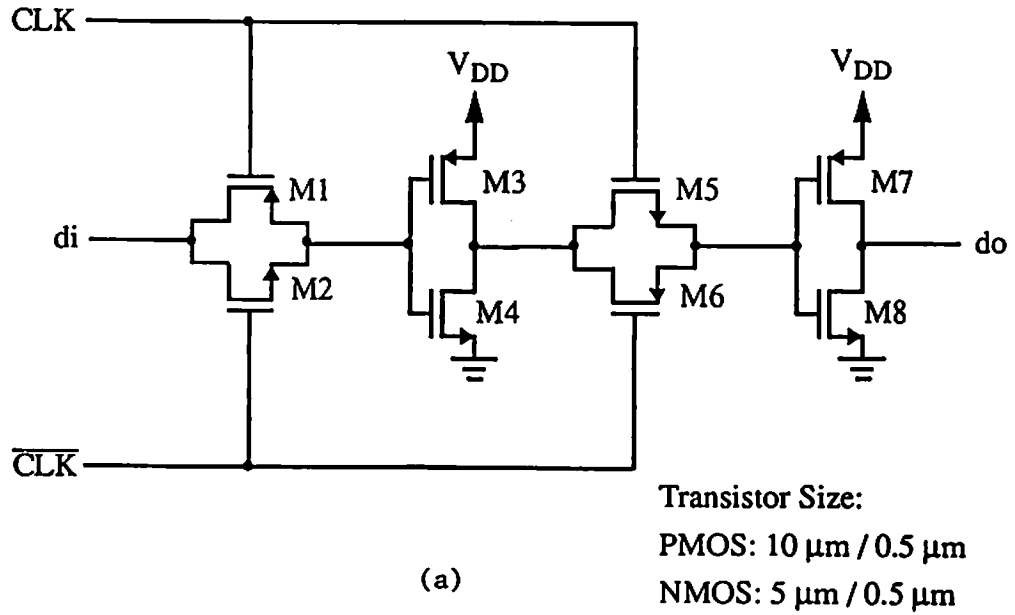 CLK
V_DD
V_DD
M1
M3
M5
M7
di
do
M2
M4
M6
M8
C̅L̅K̅
Transistor Size:
PMOS: 10 µm / 0.5 µm
NMOS: 5 µm / 0.5 µm
(a)